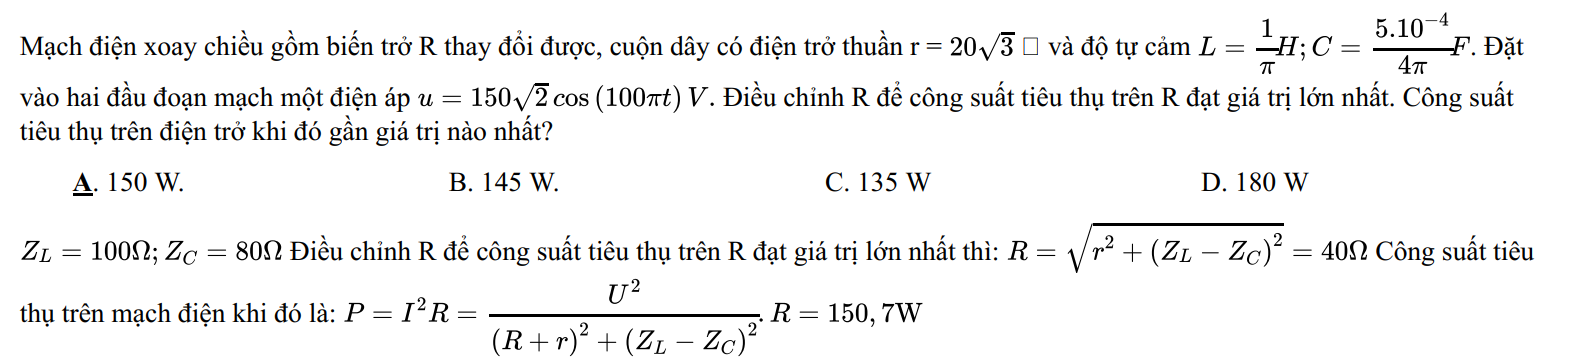 Mạch điện xoay chiều gồm biến trở R thay đổi được, cuộn dây có điện trở thuần r = $20\sqrt{3}$ □ và độ tự cảm $L = \frac{1}{\pi}H; C = \frac{5.10^{-4}}{4\pi}F$. Đặt
vào hai đầu đoạn mạch một điện áp $u = 150\sqrt{2}\cos(100\pi t) V$. Điều chỉnh R để công suất tiêu thụ trên R đạt giá trị lớn nhất. Công suất
tiêu thụ trên điện trở khi đó gần giá trị nào nhất?
A. 150 W. B. 145 W. C. 135 W D. 180 W
$Z_L = 100\Omega; Z_C = 80\Omega$ Điều chỉnh R để công suất tiêu thụ trên R đạt giá trị lớn nhất thì: $R = \sqrt{r^2 + (Z_L - Z_C)^2} = 40\Omega$ Công suất tiêu
thụ trên mạch điện khi đó là: $P = I^2R = \frac{U^2}{(R + r)^2 + (Z_L - Z_C)^2}.R = 150,7W$